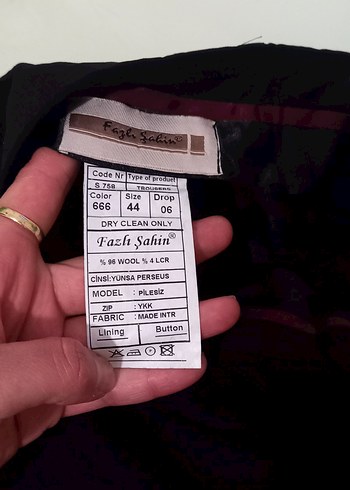 Fazlı Şahin®
Code Nr Type of product
S 758 TROUSERS
Color Size Drop
666 44 06
DRY CLEAN ONLY
Fazlı Şahin®
% 96 WOOL % 4 LCR
CİNSİ:YÜNSA PERSEUS
MODEL : PİLESİZ
ZIP : YKK
FABRIC : MADE INTR
Lining Button